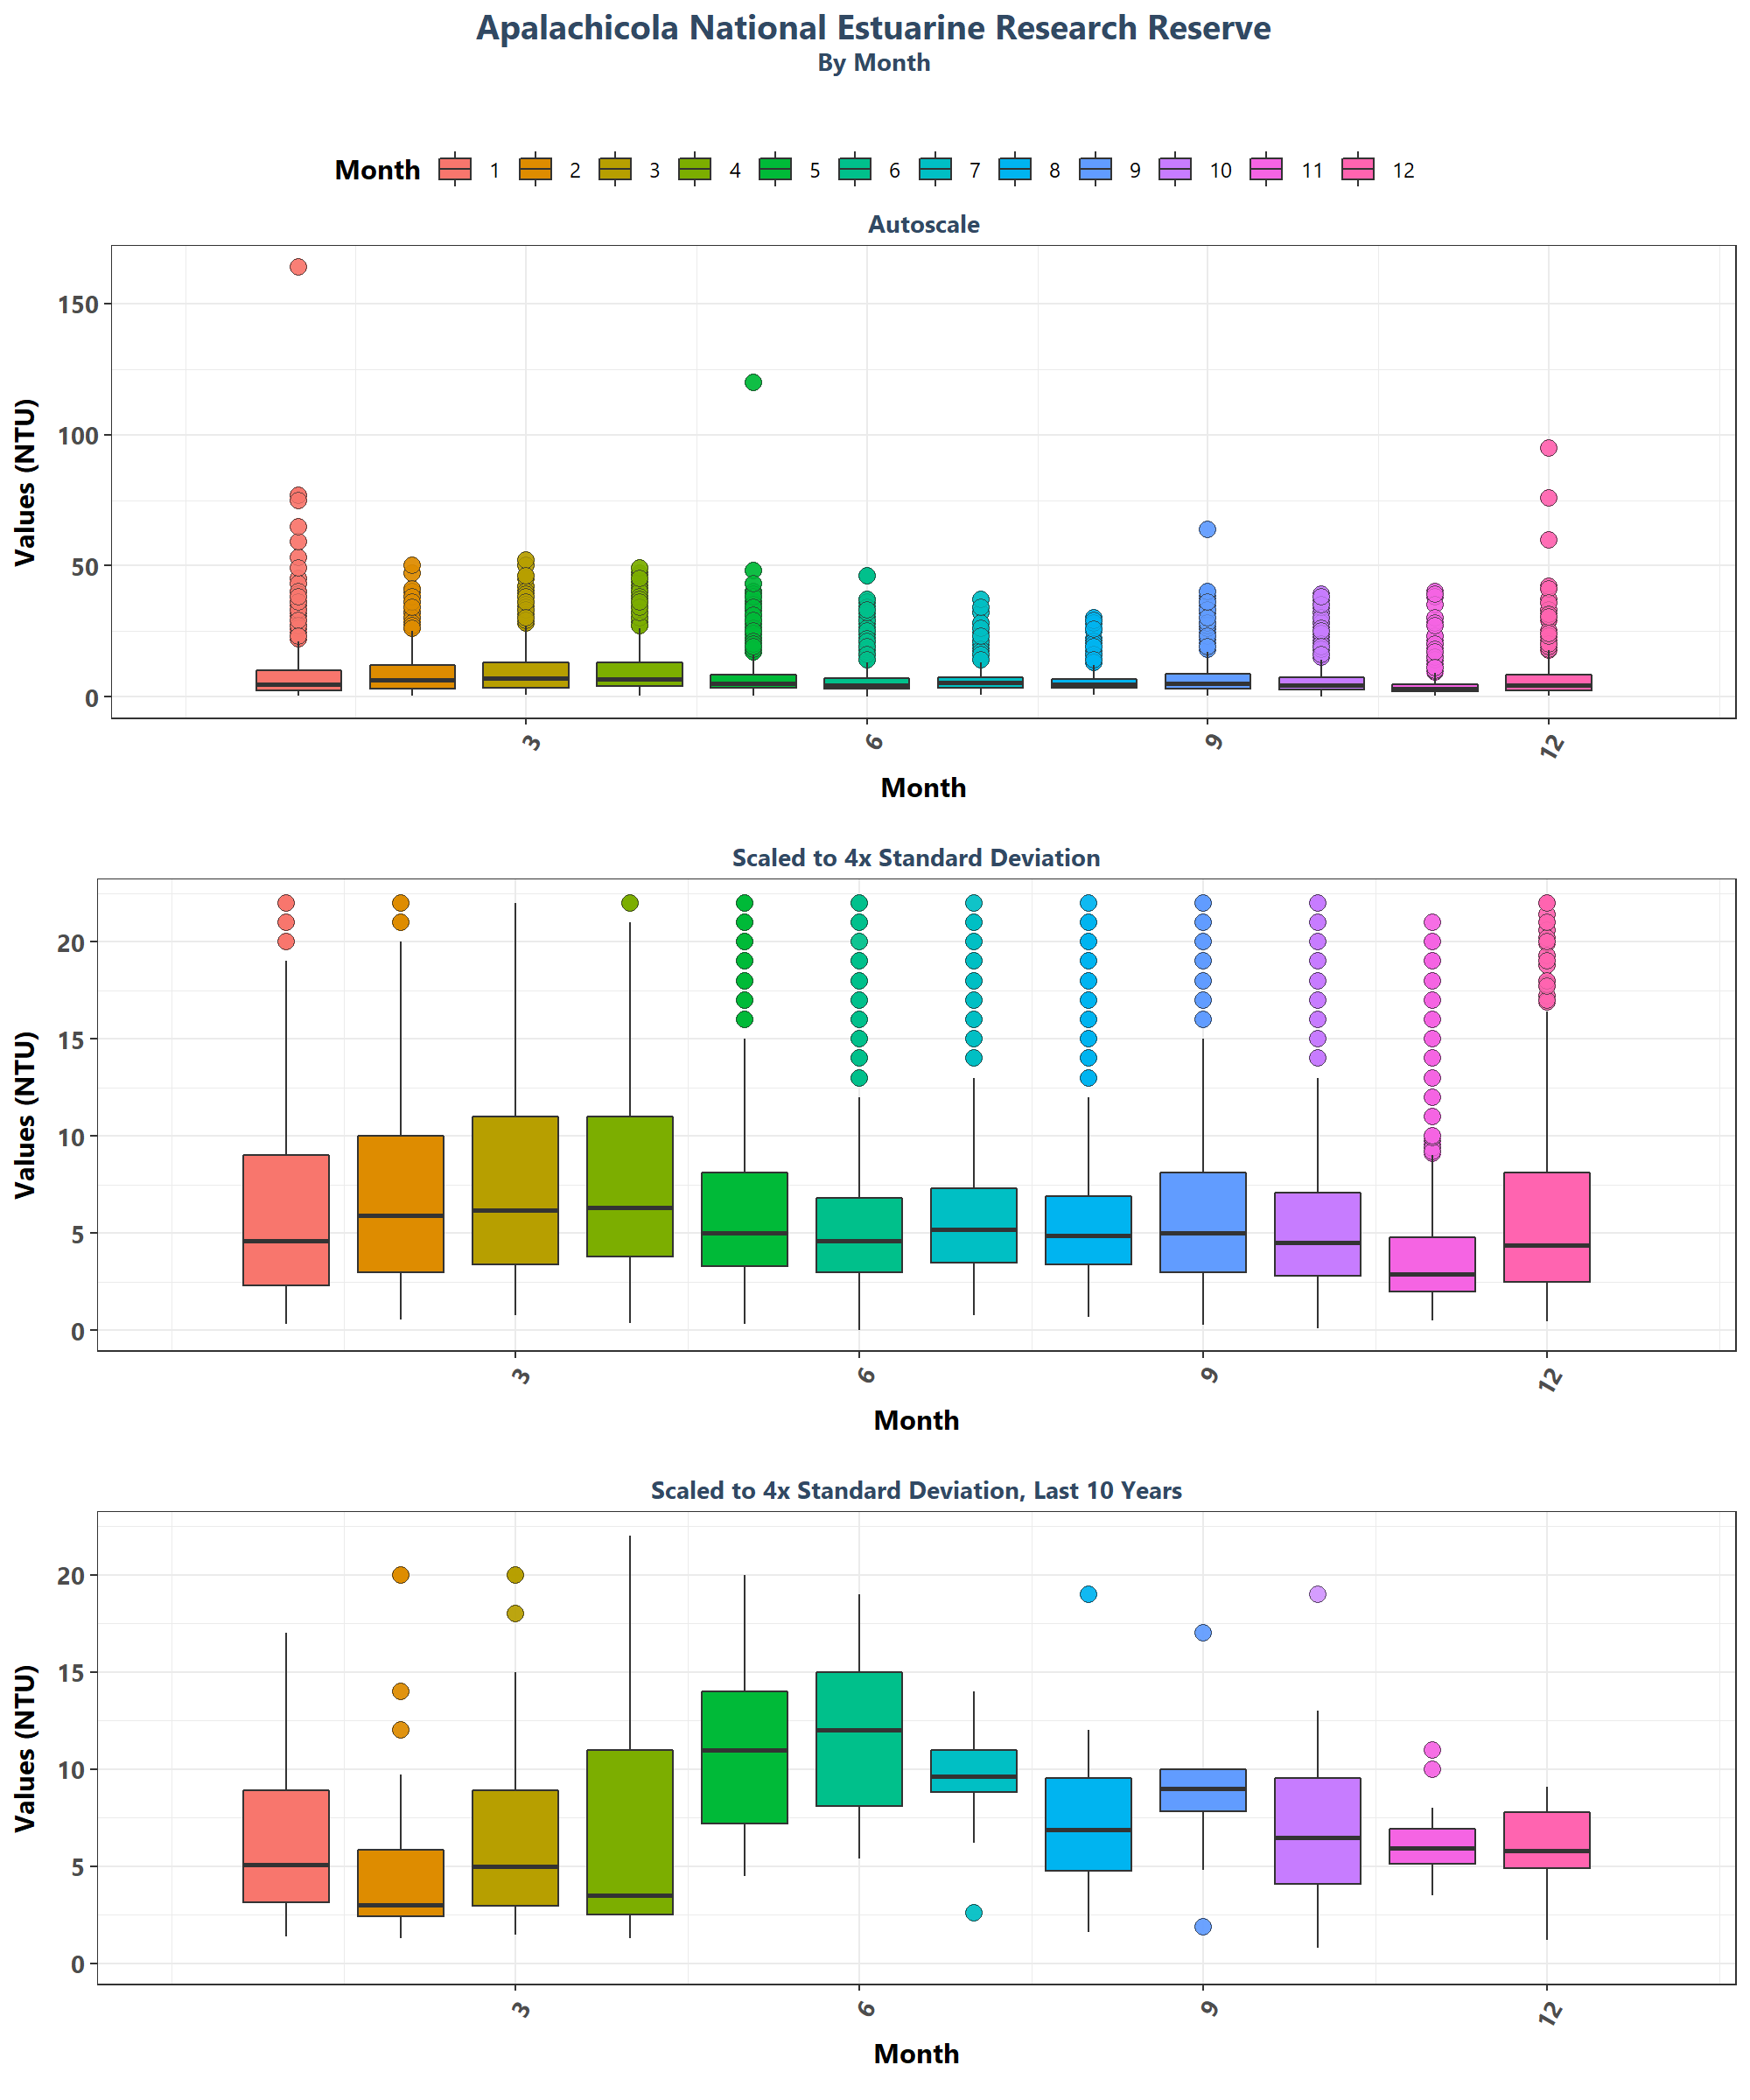 Apalachicola National Estuarine Research Reserve
By Month
Month 1 2 3 4 5 6 7 8 9 10 11 12
Autoscale
Values (NTU)
150
100
50
0
3 6 9 12
Month
Scaled to 4x Standard Deviation
Values (NTU)
20
15
10
5
0
3 6 9 12
Month
Scaled to 4x Standard Deviation, Last 10 Years
Values (NTU)
20
15
10
5
0
3 6 9 12
Month